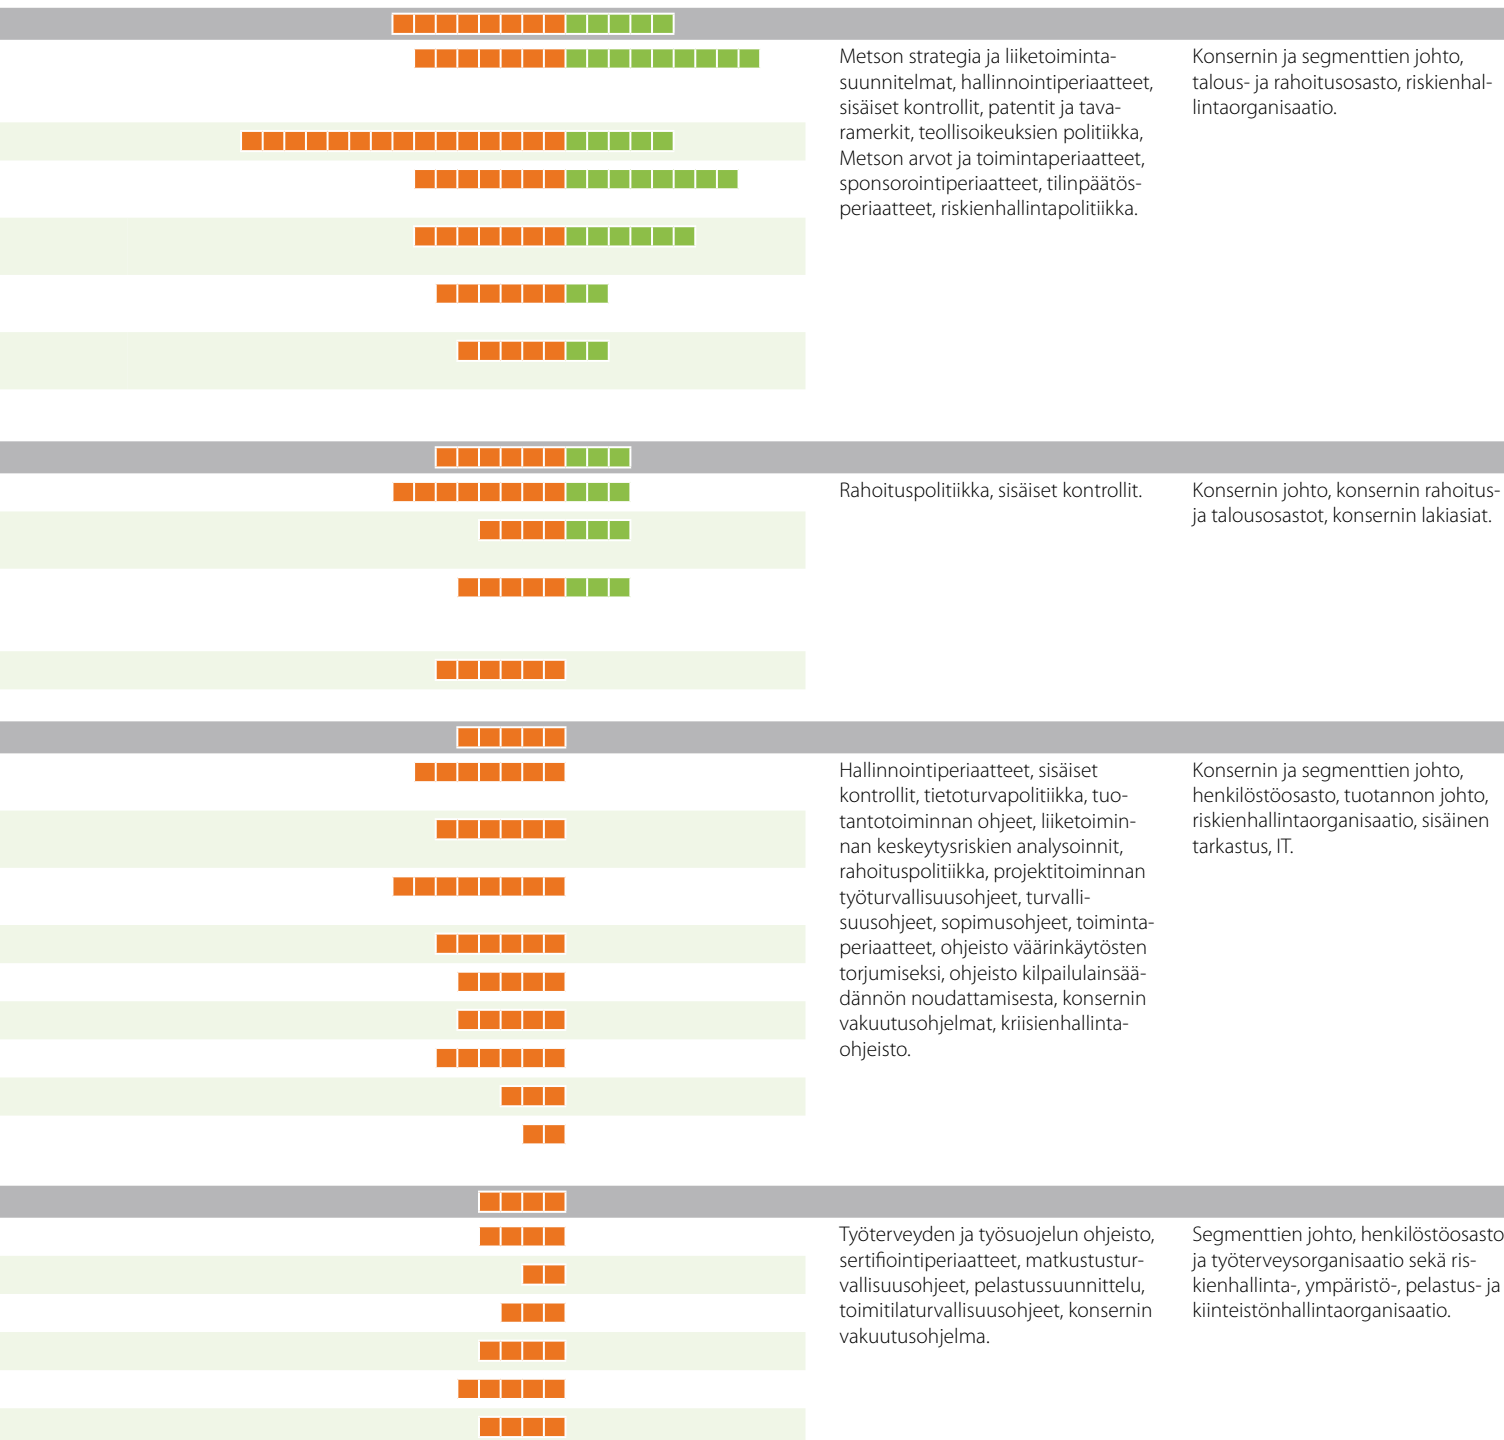 Metson strategia ja liiketoiminta-
suunnitelmat, hallinnointiperiaatteet,
sisäiset kontrollit, patentit ja tava-
ramerkit, teollisoikeuksien politiikka,
Metson arvot ja toimintaperiaatteet,
sponsorointiperiaatteet, tilinpäätös-
periaatteet, riskienhallintapolitiikka.
Konsernin ja segmenttien johto,
talous- ja rahoitusosasto, riskienhal-
lintaorganisaatio.
Rahoituspolitiikka, sisäiset kontrollit.
Konsernin johto, konsernin rahoitus-
ja talousosastot, konsernin lakiasiat.
Hallinnointiperiaatteet, sisäiset
kontrollit, tietoturvapolitiikka, tuo-
tantotoiminnan ohjeet, liiketoimin-
nan keskeytysriskien analysoinnit,
rahoituspolitiikka, projektitoiminnan
työturvallisuusohjeet, turvalli-
suusohjeet, sopimusohjeet, toiminta-
periaatteet, ohjeisto väärinkäytösten
torjumiseksi, ohjeisto kilpailulainsää-
dännön noudattamisesta, konsernin
vakuutusohjelmat, kriisienhallinta-
ohjeisto.
Konsernin ja segmenttien johto,
henkilöstöosasto, tuotannon johto,
riskienhallintaorganisaatio, sisäinen
tarkastus, IT.
Työterveyden ja työsuojelun ohjeisto,
sertifiointiperiaatteet, matkustustur-
vallisuusohjeet, pelastussuunnittelu,
toimitilaturvallisuusohjeet, konsernin
vakuutusohjelma.
Segmenttien johto, henkilöstöosasto
ja työterveysorganisaatio sekä ris-
kienhallinta-, ympäristö-, pelastus- ja
kiinteistönhallintaorganisaatio.